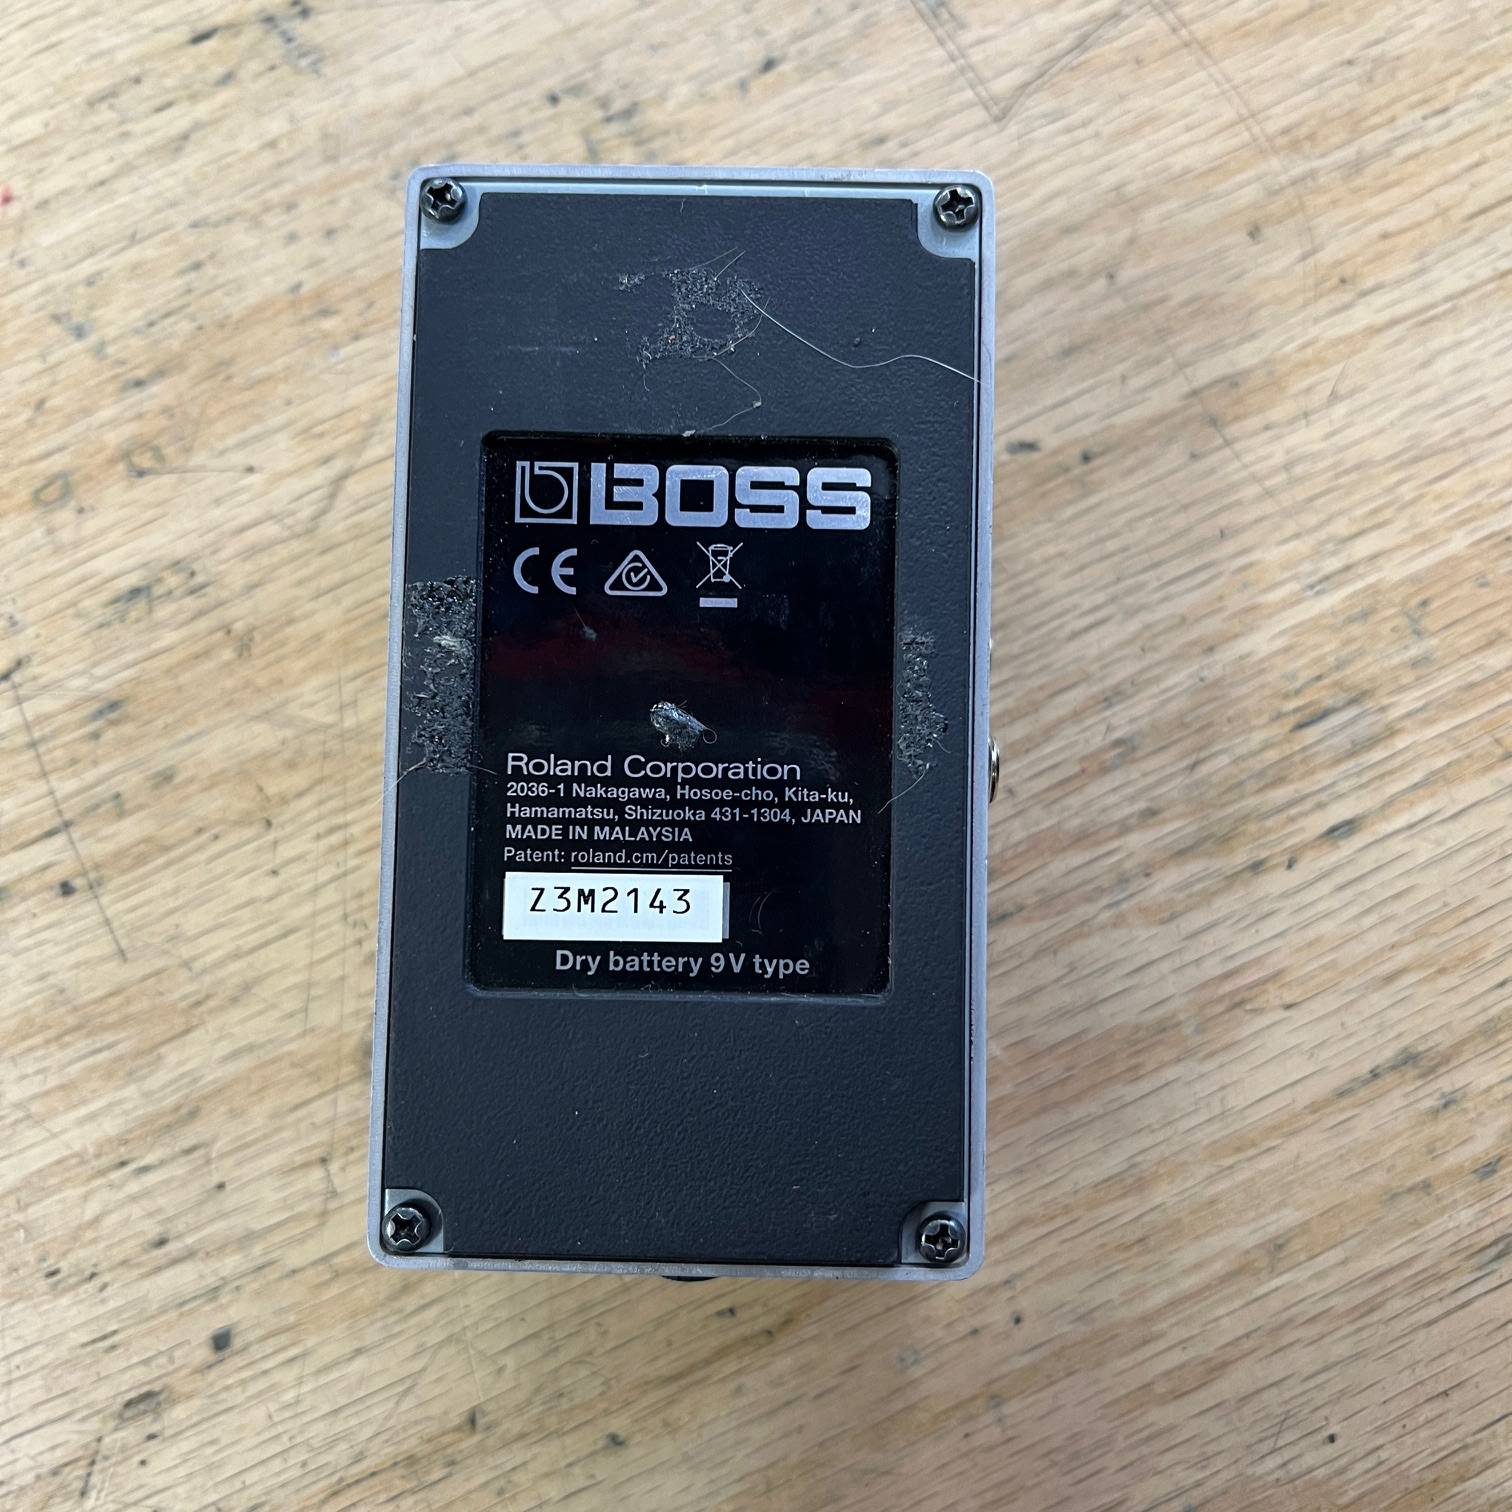 BOSS
CE
Roland Corporation
2036-1 Nakagawa, Hosoe-cho, Kita-ku,
Hamamatsu, Shizuoka 431-1304, JAPAN
MADE IN MALAYSIA
Patent: roland.cm/patents
Z3M2143
Dry battery 9V type